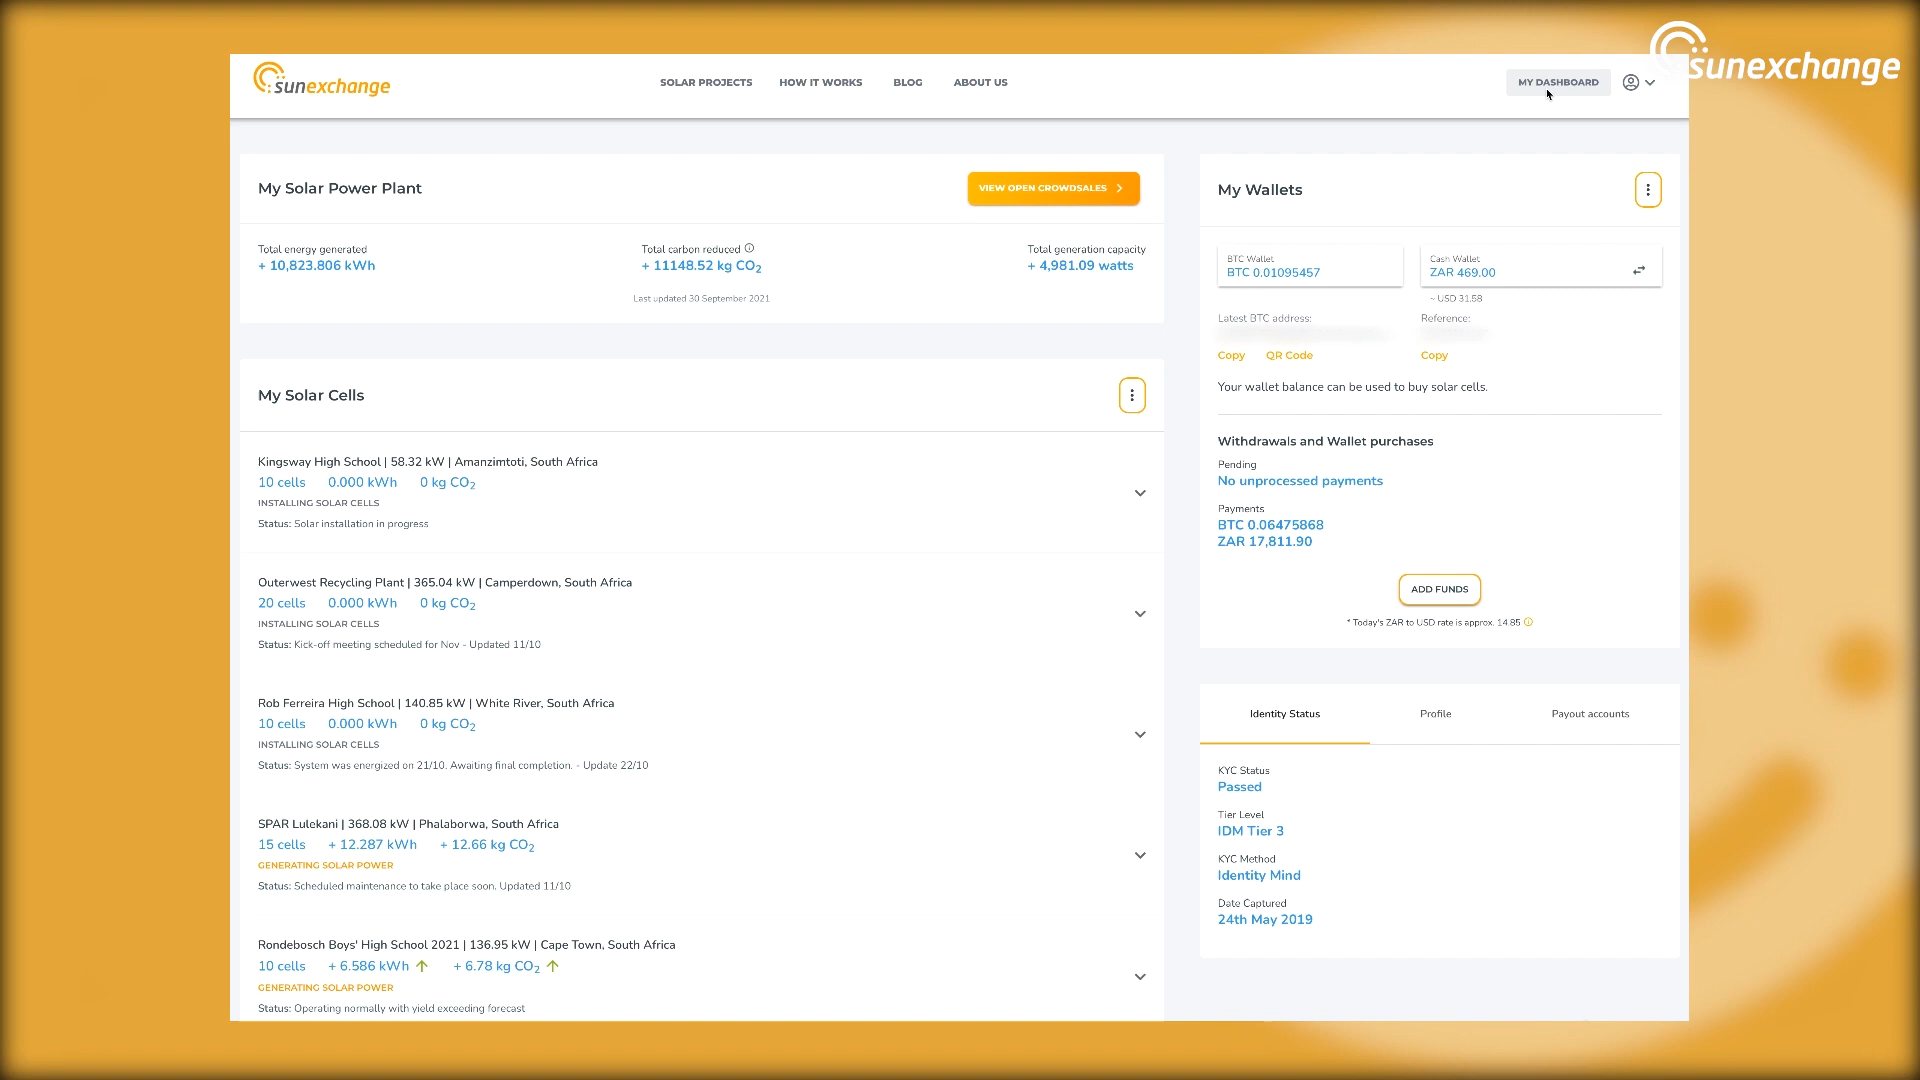 sunexchange
SOLAR PROJECTS HOW IT WORKS BLOG ABOUT US
MY DASHBOARD
sunexchange
My Solar Power Plant
VIEW OPEN CROWDSALES
Total energy generated
+ 10,823.806 kWh
Total carbon reduced
+ 11148.52 kg CO2
Total generation capacity
+ 4,981.09 watts
Last updated 30 September 2021
My Solar Cells
Kingsway High School | 58.32 kW | Amanzimtoti, South Africa
10 cells 0.000 kWh 0 kg CO2
INSTALLING SOLAR CELLS
Status: Solar installation in progress
Outerwest Recycling Plant | 365.04 kW | Camperdown, South Africa
20 cells 0.000 kWh 0 kg CO2
INSTALLING SOLAR CELLS
Status: Kick-off meeting scheduled for Nov - Updated 11/10
Rob Ferreira High School | 140.85 kW | White River, South Africa
10 cells 0.000 kWh 0 kg CO2
INSTALLING SOLAR CELLS
Status: System was energized on 21/10. Awaiting final completion. - Update 22/10
SPAR Lulekani | 368.08 kW | Phalaborwa, South Africa
15 cells + 12.287 kWh + 12.66 kg CO2
GENERATING SOLAR POWER
Status: Scheduled maintenance to take place soon. Updated 11/10
Rondebosch Boys' High School 2021 | 136.95 kW | Cape Town, South Africa
10 cells + 6.586 kWh + 6.78 kg CO2
GENERATING SOLAR POWER
Status: Operating normally with yield exceeding forecast
My Wallets
BTC Wallet
BTC 0.01095457
Cash Wallet
ZAR 469.00
~ USD 31.58
Latest BTC address:
Copy QR Code
Reference:
Copy
Your wallet balance can be used to buy solar cells.
Withdrawals and Wallet purchases
Pending
No unprocessed payments
Payments
BTC 0.06475868
ZAR 17,811.90
ADD FUNDS
* Today's ZAR to USD rate is approx. 14.85
Identity Status Profile Payout accounts
KYC Status
Passed
Tier Level
IDM Tier 3
KYC Method
Identity Mind
Date Captured
24th May 2019